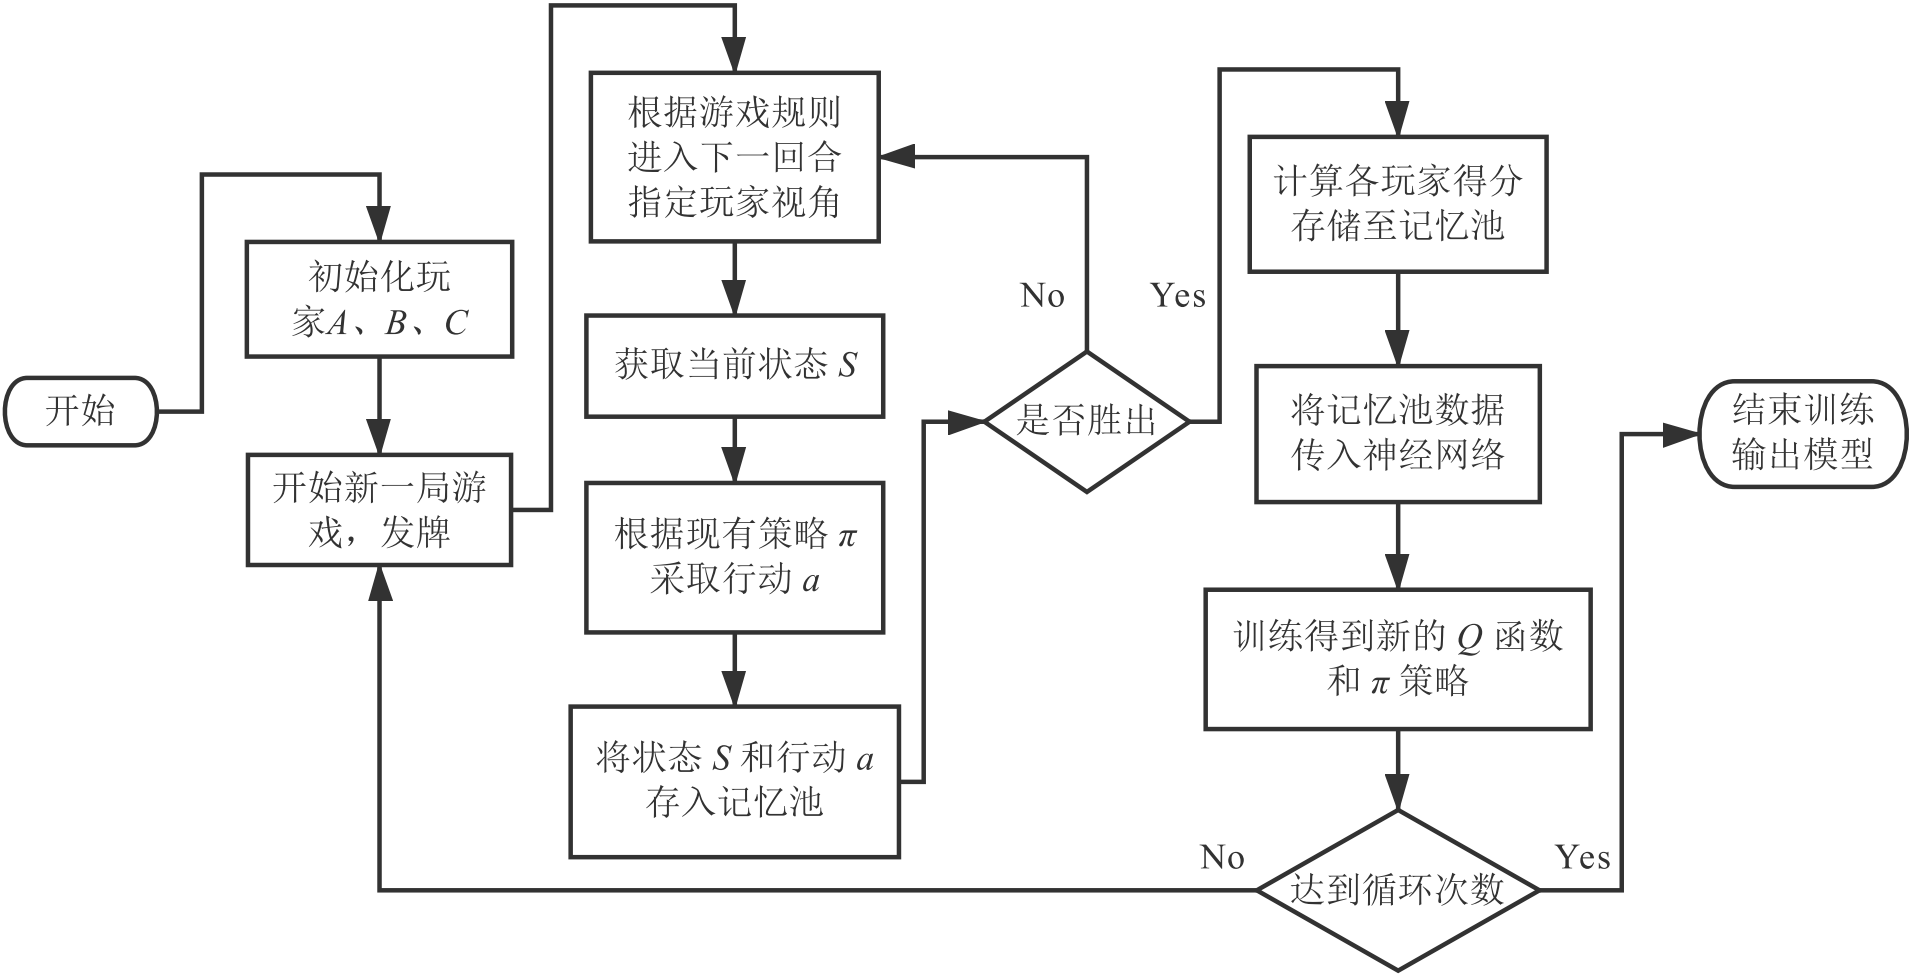 开始
初始化玩
家A、B、C
开始新一局游
戏，发牌
根据游戏规则
进入下一回合
指定玩家视角
获取当前状态 S
根据现有策略 π
采取行动 a
将状态 S 和行动 a
存入记忆池
是否胜出
No
Yes
计算各玩家得分
存储至记忆池
将记忆池数据
传入神经网络
训练得到新的 Q 函数
和 π 策略
达到循环次数
No
Yes
结束训练
输出模型